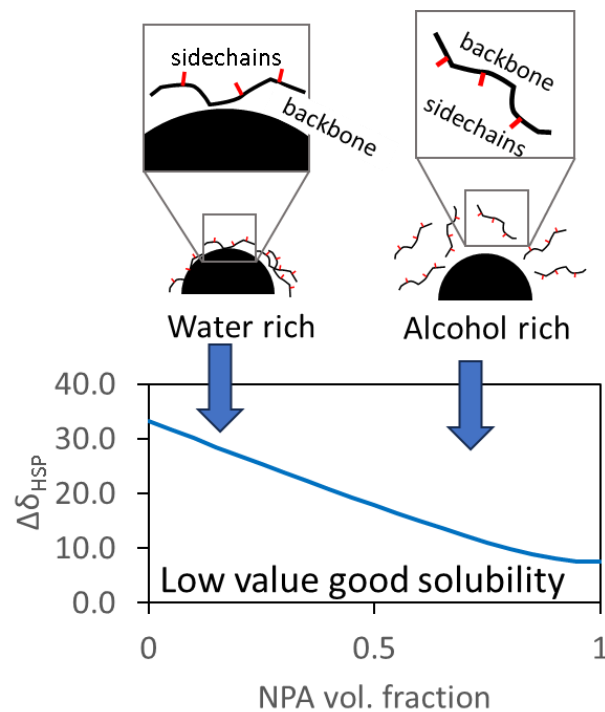 sidechains
backbone
backbone
sidechains
Water rich
Alcohol rich
40.0
30.0
20.0
10.0
0.0
ΔδHSP
Low value good solubility
0
0.5
1
NPA vol. fraction